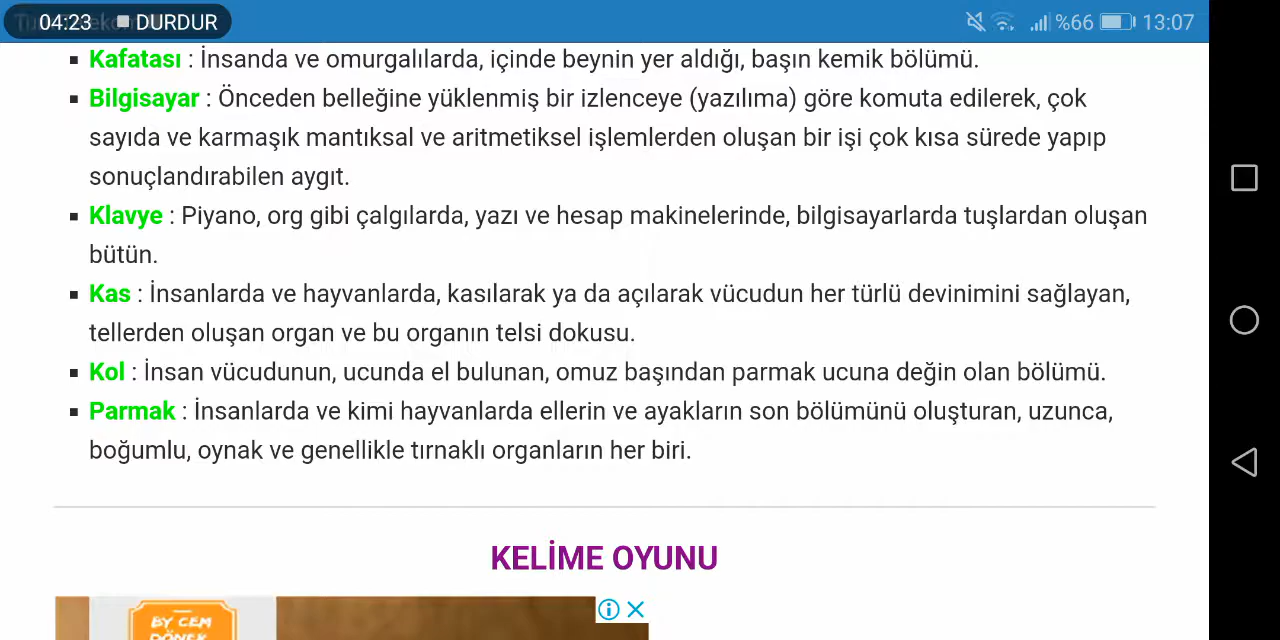 04:23 DURDUR %66 13:07
Kafatası : İnsanda ve omurgalılarda, içinde beynin yer aldığı, başın kemik bölümü.
Bilgisayar : Önceden belleğine yüklenmiş bir izlenceye (yazılıma) göre komuta edilerek, çok
sayıda ve karmaşık mantıksal ve aritmetiksel işlemlerden oluşan bir işi çok kısa sürede yapıp
sonuçlandırabilen aygıt.
Klavye : Piyano, org gibi çalgılarda, yazı ve hesap makinelerinde, bilgisayarlarda tuşlardan oluşan
bütün.
Kas : İnsanlarda ve hayvanlarda, kasılarak ya da açılarak vücudun her türlü devinimini sağlayan,
tellerden oluşan organ ve bu organın telsi dokusu.
Kol : İnsan vücudunun, ucunda el bulunan, omuz başından parmak ucuna değin olan bölümü.
Parmak : İnsanlarda ve kimi hayvanlarda ellerin ve ayakların son bölümünü oluşturan, uzunca,
boğumlu, oynak ve genellikle tırnaklı organların her biri.
KELİME OYUNU
BY CEM
DÖNER